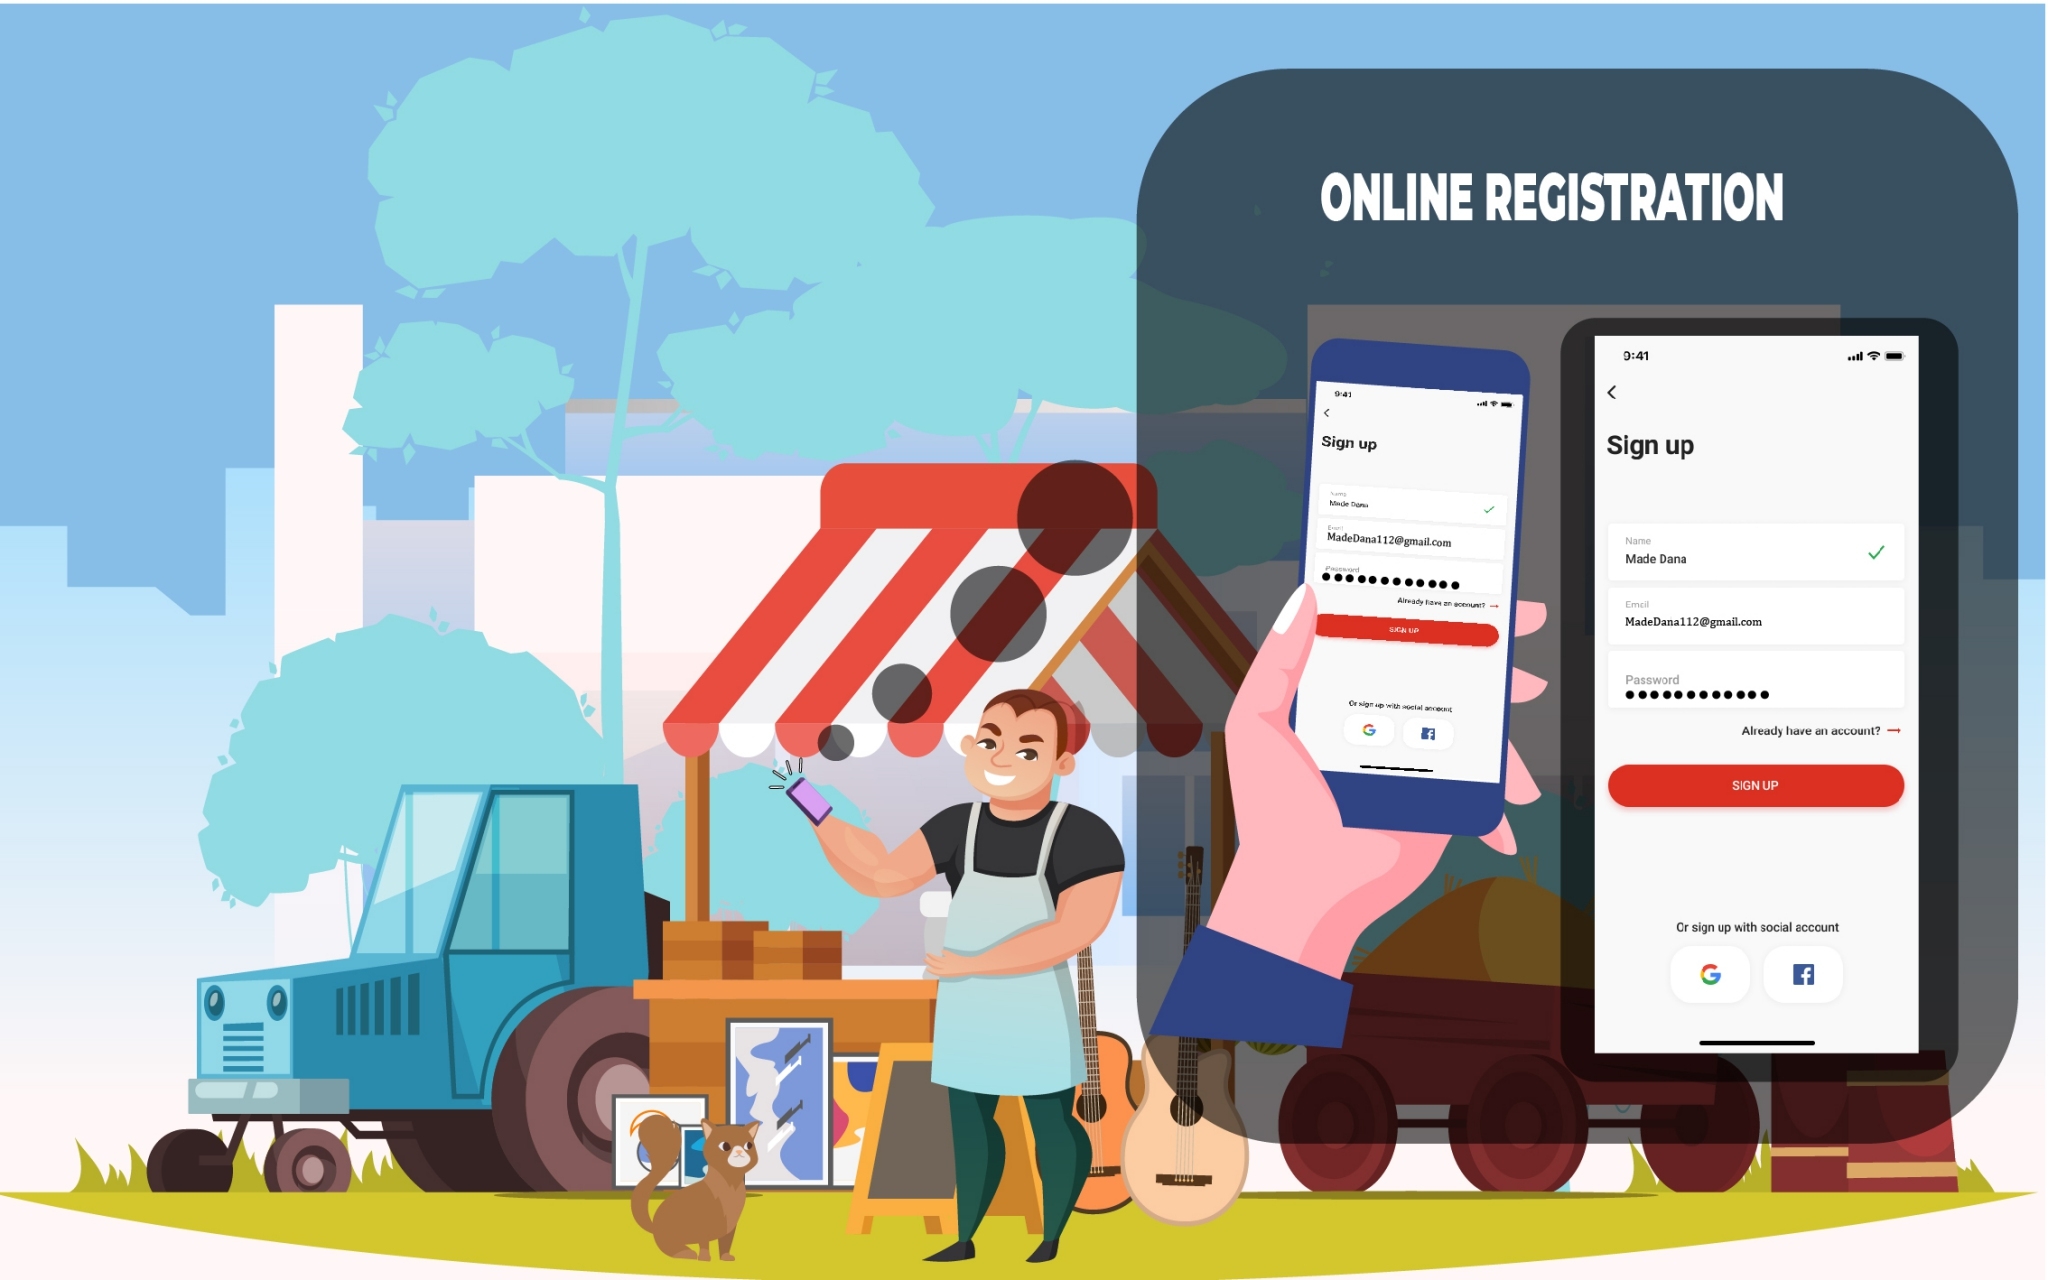 ONLINE REGISTRATION
9:41
Sign up
Name
Made Dana
Email
MadeDana112@gmail.com
Password
Already have an account?
SIGN UP
Or sign up with social account
9:41
Sign up
Name
Made Dana
Email
MadeDana112@gmail.com
Password
Already have an account?
SIGN UP
Or sign up with social account